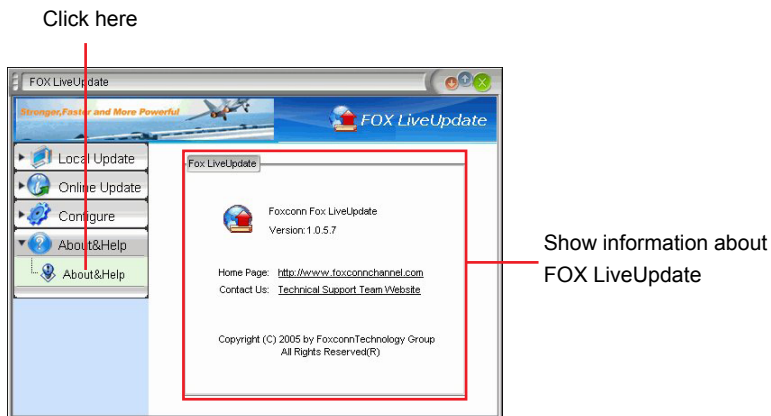 Click here
FOX LiveUpdate
Stronger,Faster and More Powerful
FOX LiveUpdate
Local Update
Online Update
Configure
About&Help
About&Help
Fox LiveUpdate
Foxconn Fox LiveUpdate
Version:1.0.5.7
Home Page: http://www.foxconnchannel.com
Contact Us: Technical Support Team Website
Copyright (C) 2005 by FoxconnTechnology Group
All Rights Reserved(R)
Show information about
FOX LiveUpdate